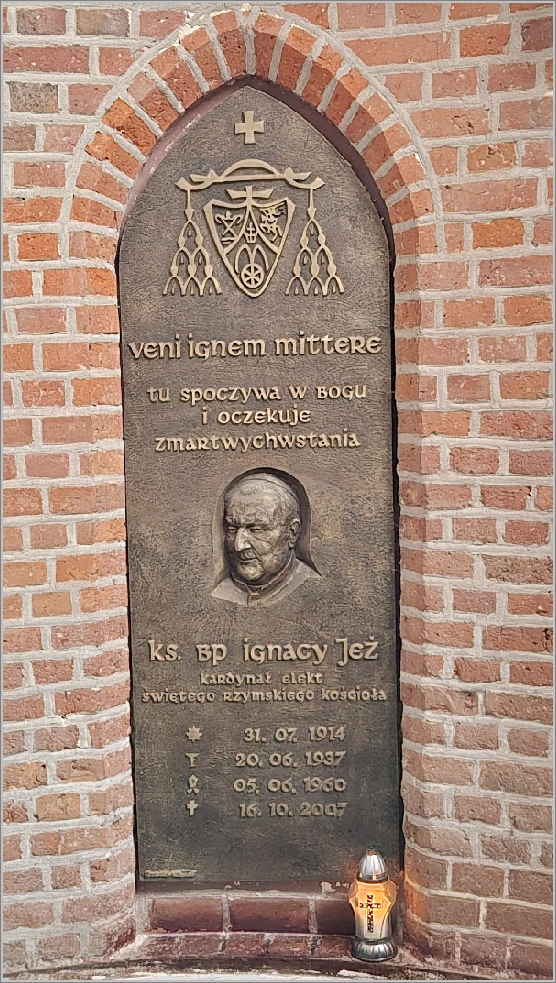 veni ignem mittere
tu spoczywa w Bogu
i oczekuje
zmartwychwstania
ks. Bp ignacy Jeż
kardynał elekt
świętego rzymskiego kościoła
31. 07. 1914
20. 06. 1937
05. 06. 1960
16. 10. 2007